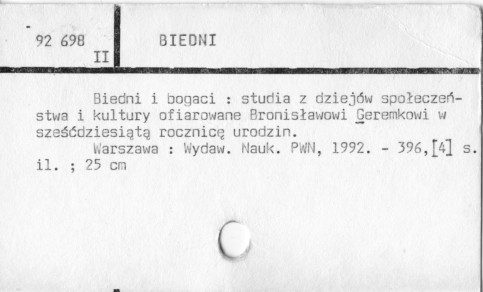 92 698
II
BIEDNI
Biedni i bogaci : studia z dziejów społeczeń-
stwa i kultury ofiarowane Bronisławowi Geremkowi w
sześćdziesiątą rocznicę urodzin.
Warszawa : Wydaw. Nauk. PWN, 1992. - 396,[4] s.
il. ; 25 cm